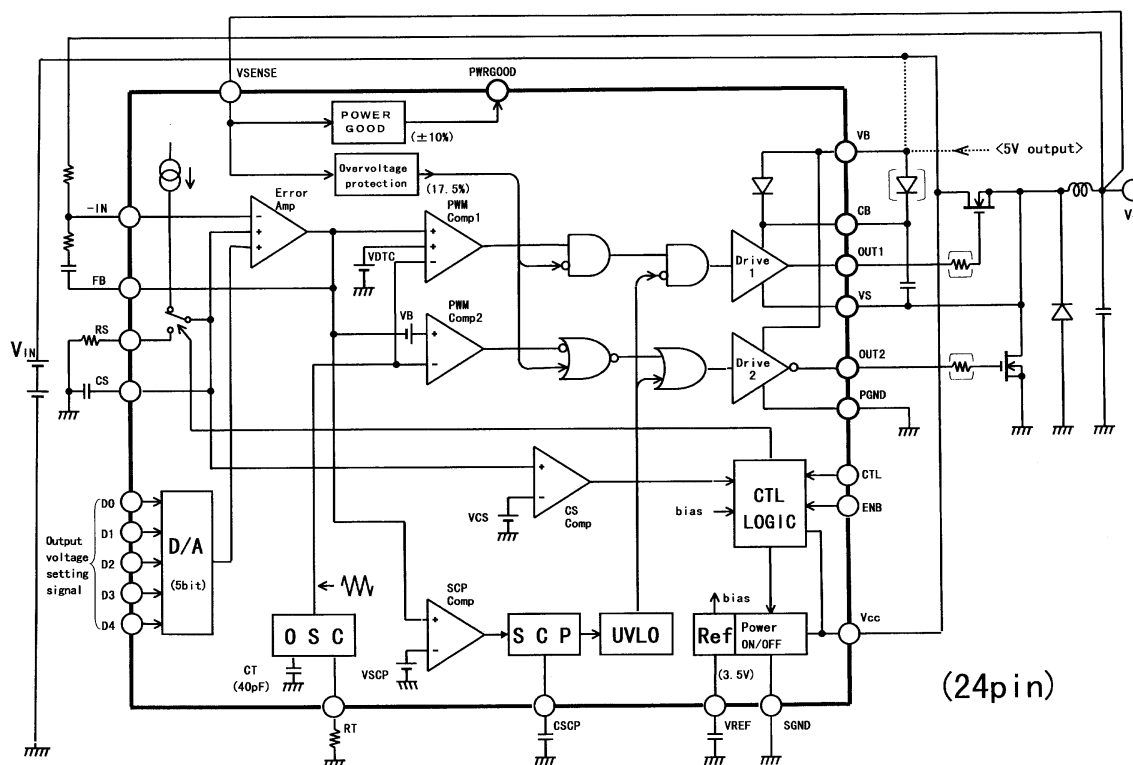 VSENSE
PWRGOOD
POWER
GOOD
(±10%)
VB
<5V output>
Overvoltage
protection
(17.5%)
Error
Amp
PWM
Comp1
-IN
CB
VDTC
Drive
1
OUT1
FB
VS
VB
PWM
Comp2
RS
VIN
OUT2
Drive
2
CS
PGND
CTL
LOGIC
CTL
ENB
bias
VCS
CS
Comp
Output
voltage
setting
signal
D0
D1
D2
D3
D4
D/A
(5bit)
SCP
Comp
bias
Vcc
OSC
SCP
UVLO
Ref
Power
ON/OFF
CT
(40pF)
VSCP
(3.5V)
(24pin)
RT
CSCP
VREF
SGND
V